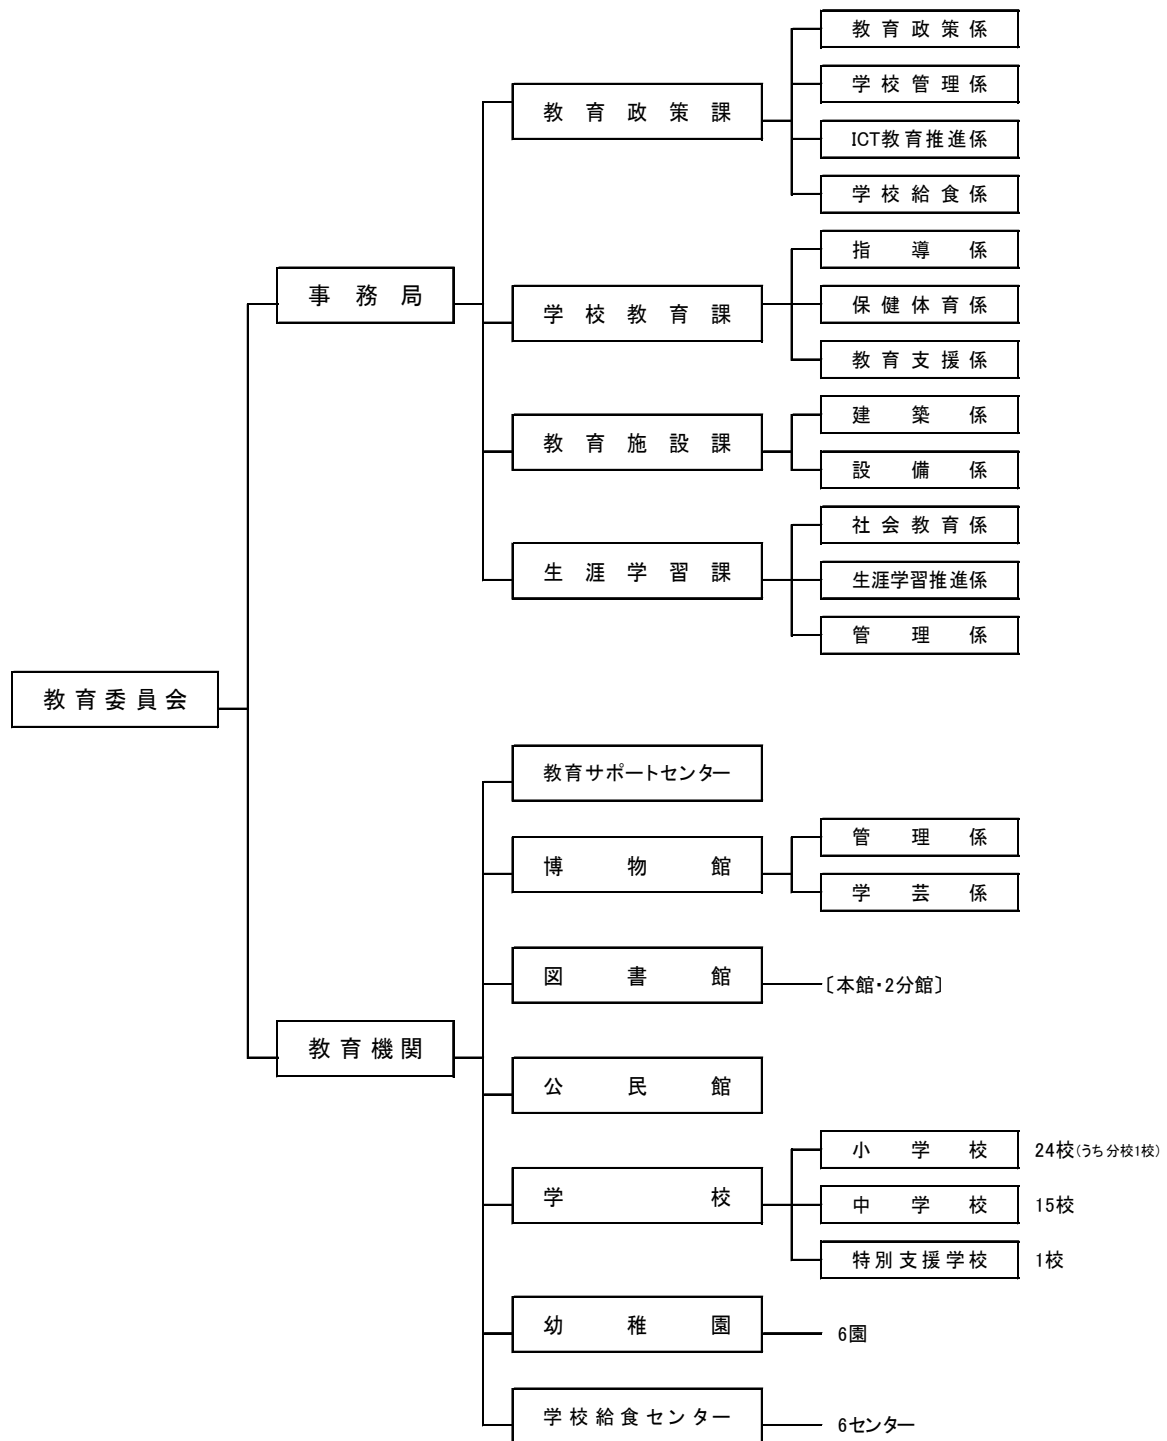 教育委員会
事務局
教育政策課
教育政策係
学校管理係
ICT教育推進係
学校給食係
学校教育課
指導係
保健体育係
教育支援係
教育施設課
建築係
設備係
生涯学習課
社会教育係
生涯学習推進係
管理係
教育機関
教育サポートセンター
博物館
管理係
学芸係
図書館
〔本館・2分館〕
公民館
学校
小学校 24校(うち分校1校)
中学校 15校
特別支援学校 1校
幼稚園 6園
学校給食センター 6センター